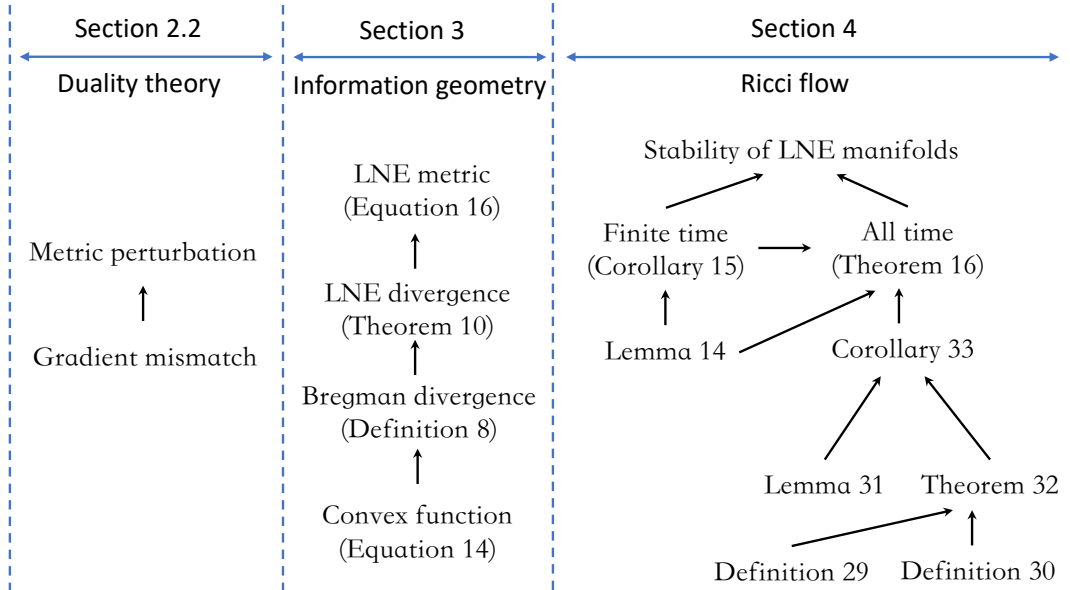 Section 2.2
Duality theory
Metric perturbation
Gradient mismatch
Section 3
Information geometry
LNE metric
(Equation 16)
LNE divergence
(Theorem 10)
Bregman divergence
(Definition 8)
Convex function
(Equation 14)
Section 4
Ricci flow
Stability of LNE manifolds
Finite time
(Corollary 15)
All time
(Theorem 16)
Lemma 14
Corollary 33
Lemma 31
Theorem 32
Definition 29
Definition 30